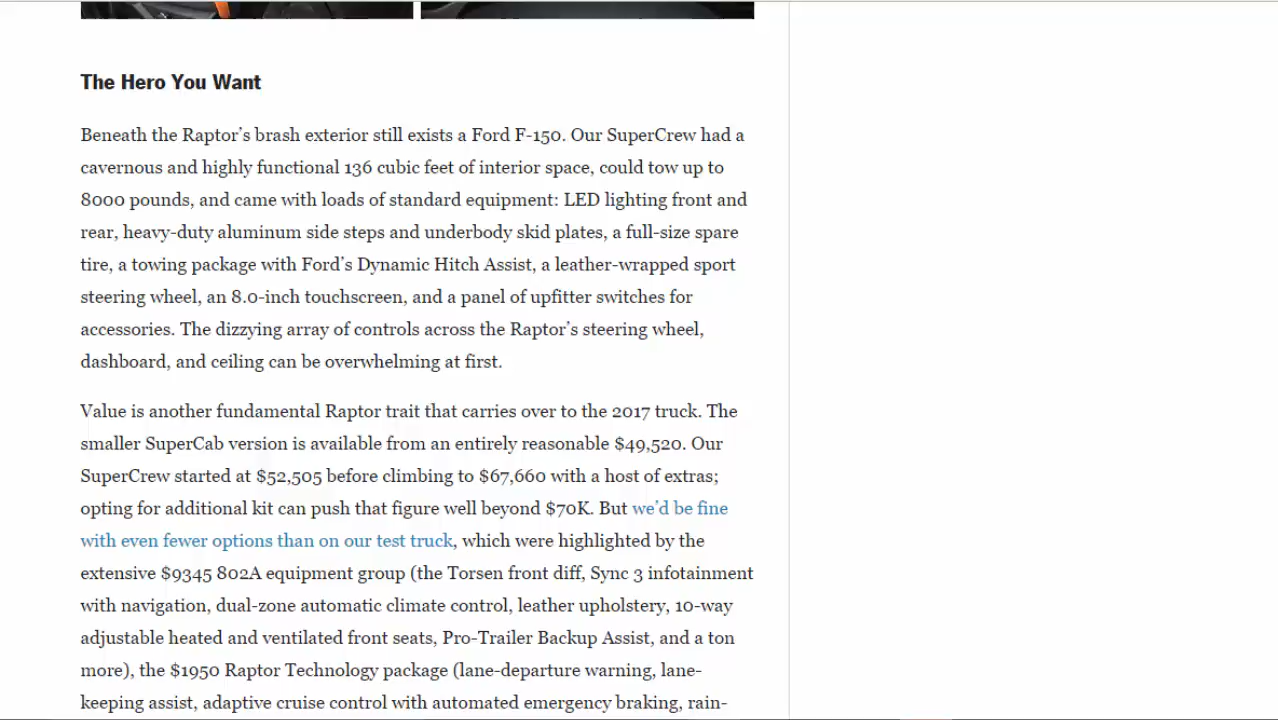 The Hero You Want
Beneath the Raptor’s brash exterior still exists a Ford F-150. Our SuperCrew had a
cavernous and highly functional 136 cubic feet of interior space, could tow up to
8000 pounds, and came with loads of standard equipment: LED lighting front and
rear, heavy-duty aluminum side steps and underbody skid plates, a full-size spare
tire, a towing package with Ford’s Dynamic Hitch Assist, a leather-wrapped sport
steering wheel, an 8.0-inch touchscreen, and a panel of upfitter switches for
accessories. The dizzying array of controls across the Raptor’s steering wheel,
dashboard, and ceiling can be overwhelming at first.
Value is another fundamental Raptor trait that carries over to the 2017 truck. The
smaller SuperCab version is available from an entirely reasonable $49,520. Our
SuperCrew started at $52,505 before climbing to $67,660 with a host of extras;
opting for additional kit can push that figure well beyond $70K. But we’d be fine
with even fewer options than on our test truck, which were highlighted by the
extensive $9345 802A equipment group (the Torsen front diff, Sync 3 infotainment
with navigation, dual-zone automatic climate control, leather upholstery, 10-way
adjustable heated and ventilated front seats, Pro-Trailer Backup Assist, and a ton
more), the $1950 Raptor Technology package (lane-departure warning, lane-
keeping assist, adaptive cruise control with automated emergency braking, rain-